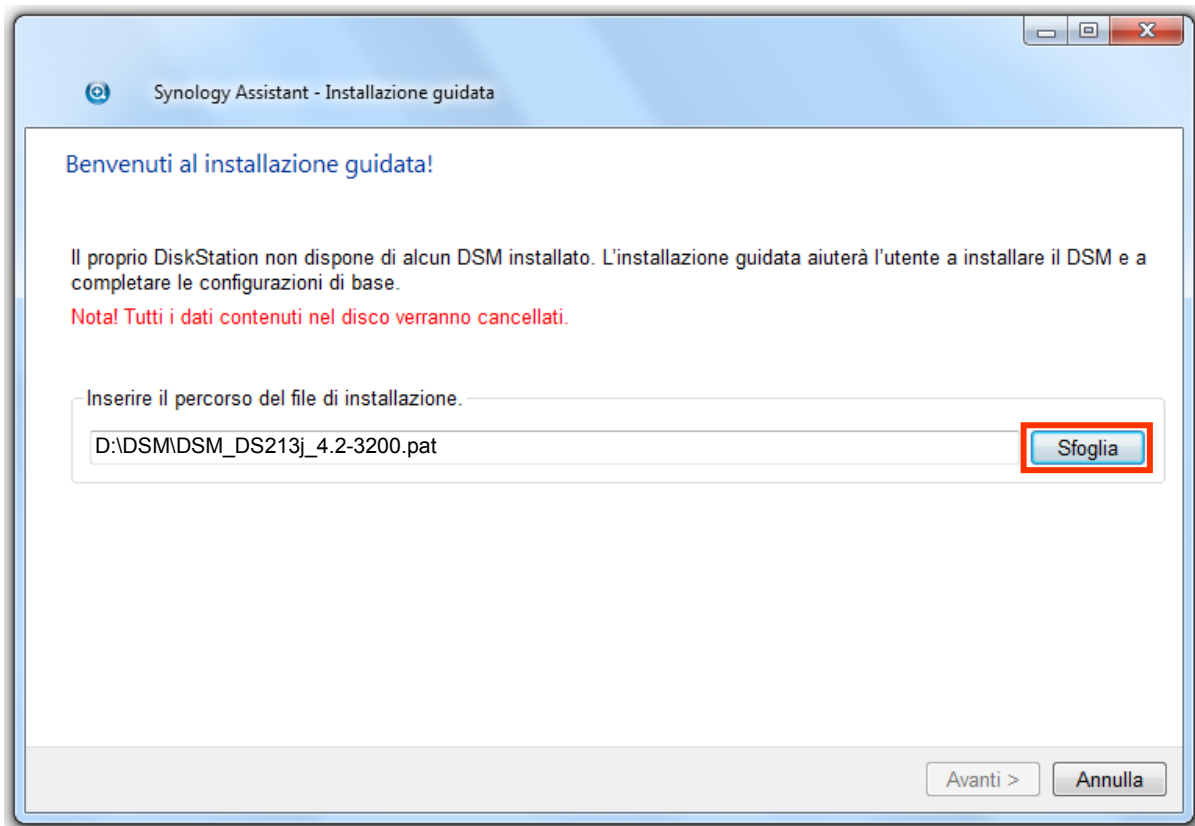 Synology Assistant - Installazione guidata
Benvenuti al installazione guidata!
Il proprio DiskStation non dispone di alcun DSM installato. L'installazione guidata aiuterà l'utente a installare il DSM e a
completare le configurazioni di base.
Nota! Tutti i dati contenuti nel disco verranno cancellati.
Inserire il percorso del file di installazione.
D:\DSM\DSM_DS213j_4.2-3200.pat
Sfoglia
Avanti >
Annulla